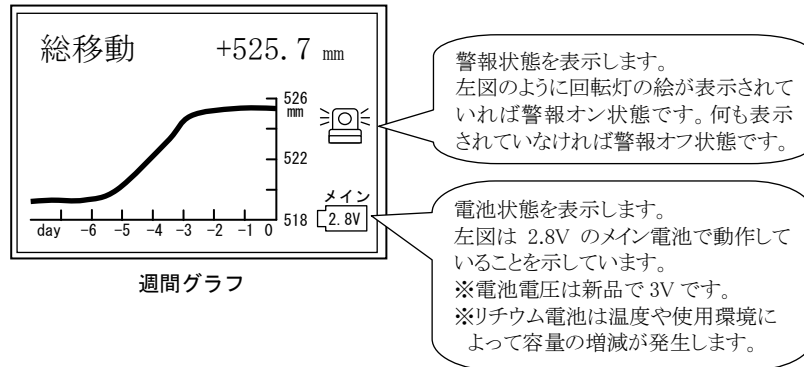 総移動 +525.7 mm
526
mm
522
518
day -6 -5 -4 -3 -2 -1 0
メイン
2.8V
週間グラフ
警報状態を表示します。
左図のように回転灯の絵が表示されて
いれば警報オン状態です。何も表示
されていなければ警報オフ状態です。
電池状態を表示します。
左図は 2.8V のメイン電池で動作して
いることを示しています。
※電池電圧は新品で 3V です。
※リチウム電池は温度や使用環境に
よって容量の増減が発生します。